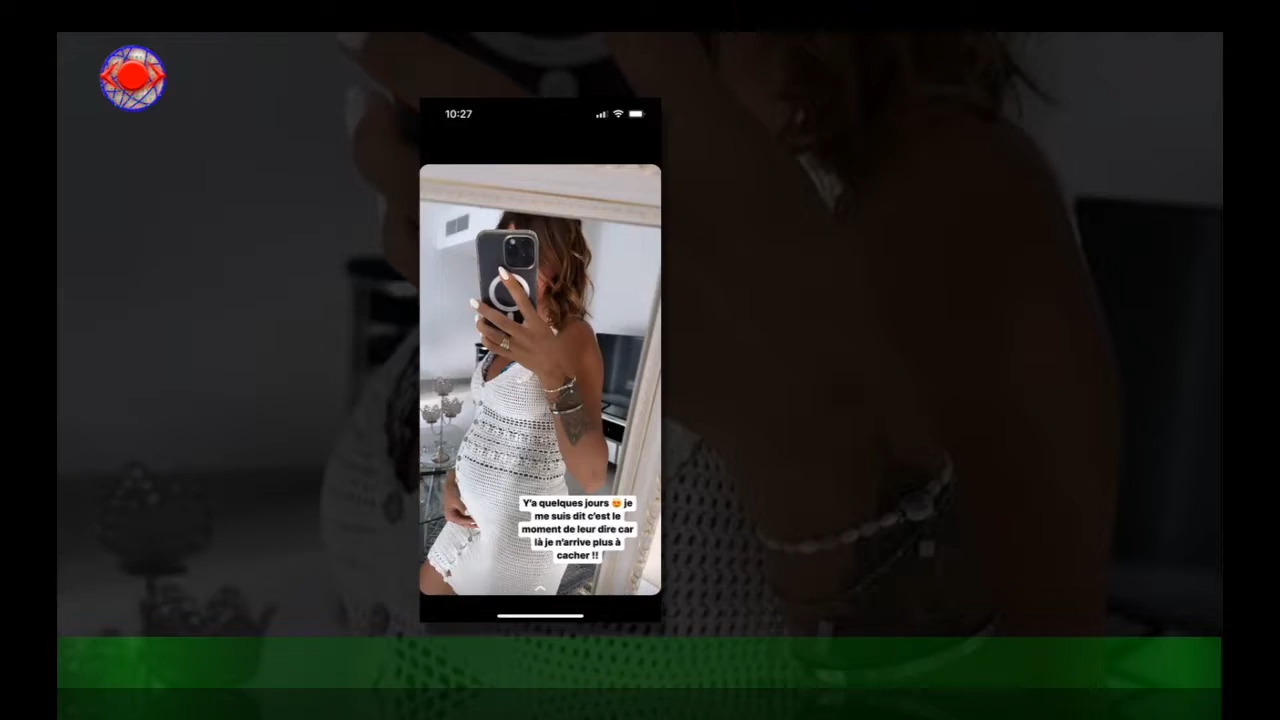 10:27
Y'a quelques jours 😍 je
me suis dit c'est le
moment de leur dire car
là je n'arrive plus à
cacher !!